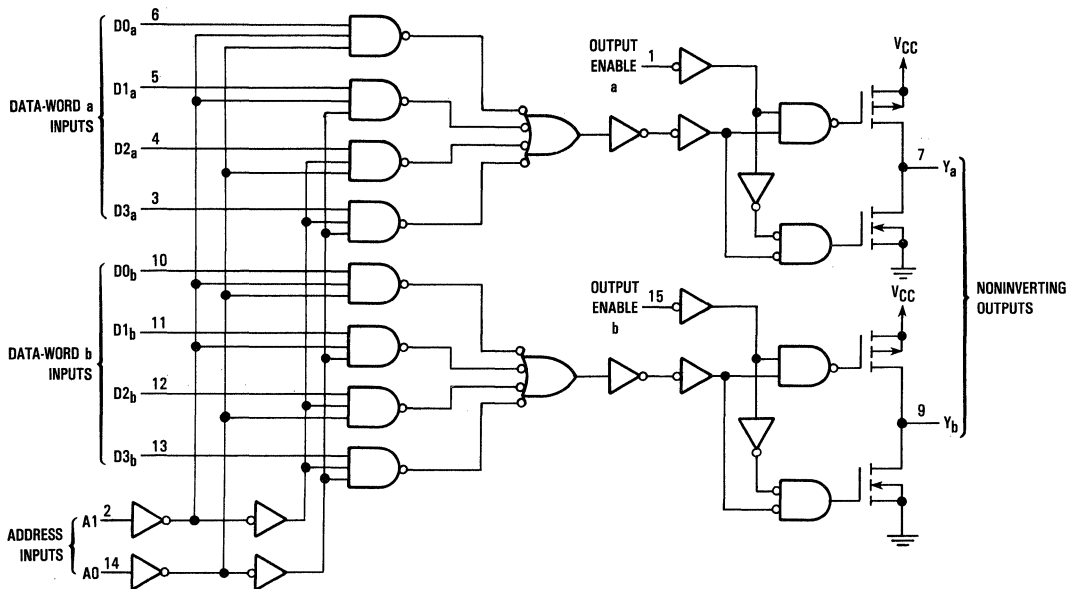 DATA-WORD a
INPUTS
D0a 6
D1a 5
D2a 4
D3a 3
DATA-WORD b
INPUTS
D0b 10
D1b 11
D2b 12
D3b 13
ADDRESS
INPUTS
A1 2
A0 14
OUTPUT
ENABLE
a
1
VCC
7 Ya
OUTPUT
ENABLE
b
15
VCC
9 Yb
NONINVERTING
OUTPUTS